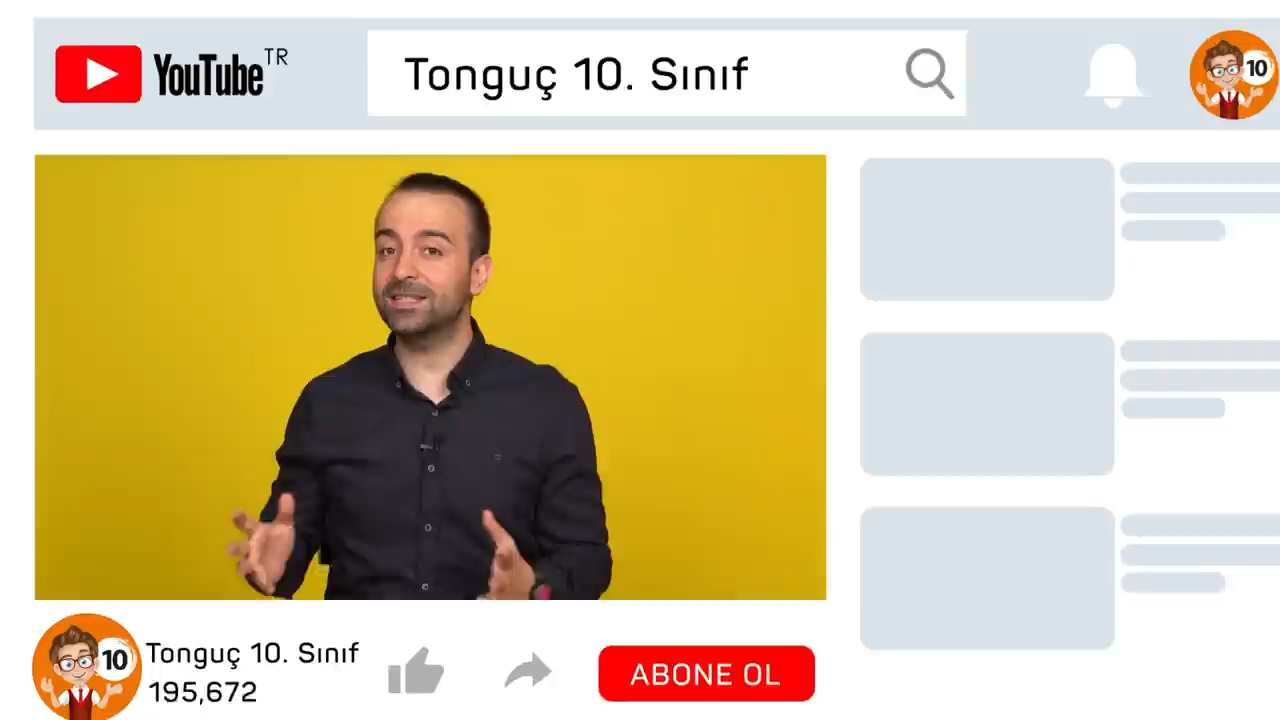 YouTube TR
Tonguç 10. Sınıf
10
10
Tonguç 10. Sınıf
195,672
ABONE OL